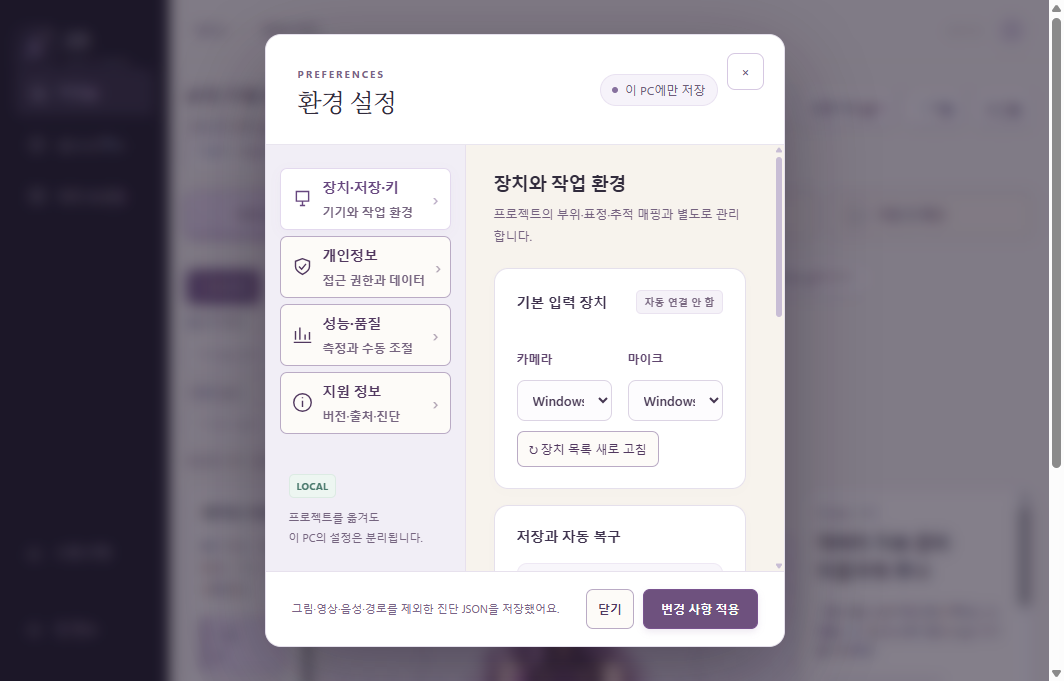 PREFERENCES
환경 설정
이 PC에만 저장
×
장치·저장·키
기기와 작업 환경
개인정보
접근 권한과 데이터
성능·품질
측정과 수동 조절
지원 정보
버전·출처·진단
LOCAL
프로젝트를 옮겨도
이 PC의 설정은 분리됩니다.
장치와 작업 환경
프로젝트의 부위·표정·추적 매핑과 별도로 관리
합니다.
기본 입력 장치
자동 연결 안 함
카메라
마이크
Windows
Windows
↻ 장치 목록 새로 고침
저장과 자동 복구
그림·영상·음성·경로를 제외한 진단 JSON을 저장했어요.
닫기
변경 사항 적용